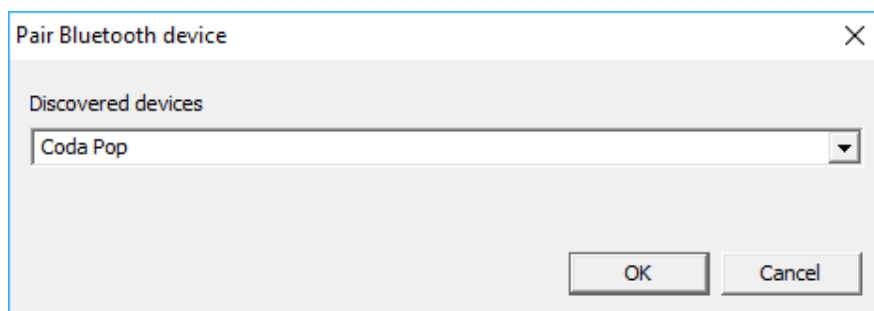 Pair Bluetooth device
Discovered devices
Coda Pop
OK Cancel